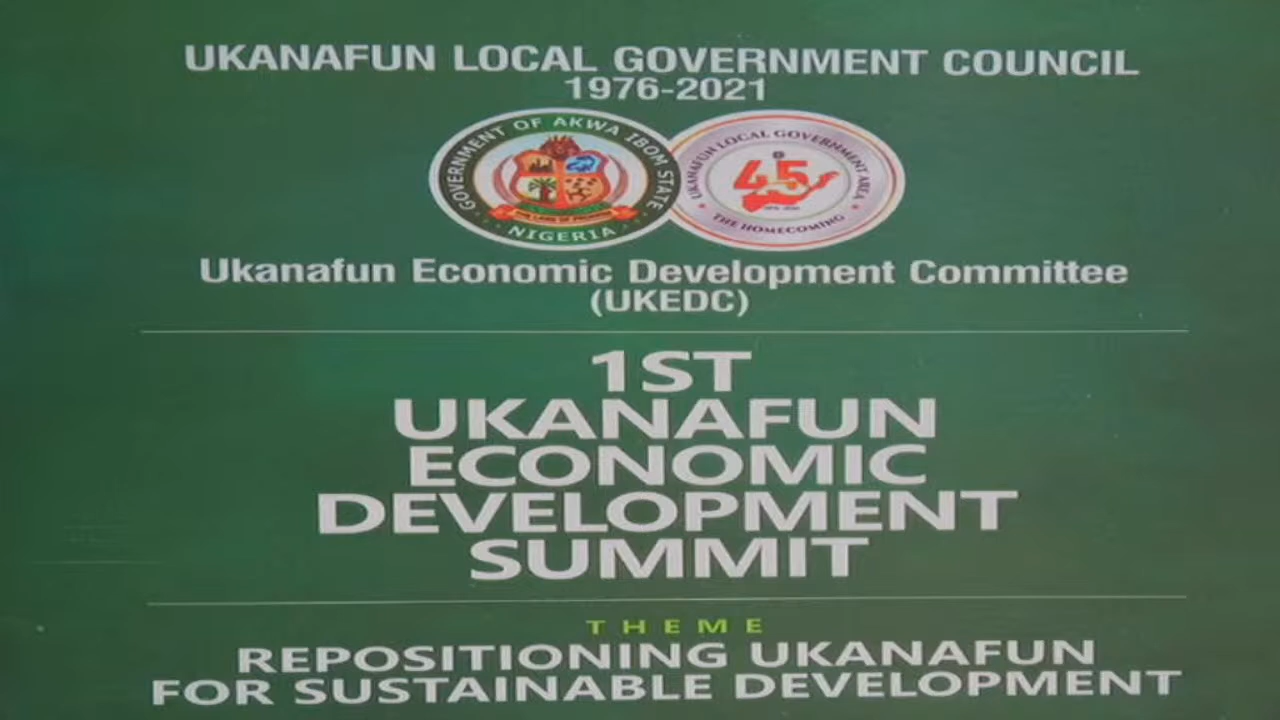 UKANAFUN LOCAL GOVERNMENT COUNCIL
1976-2021
GOVERNMENT OF AKWA IBOM STATE
NIGERIA
UKANAFUN LOCAL GOVERNMENT AREA
45
THE HOMECOMING
Ukanafun Economic Development Committee
(UKEDC)
1ST
UKANAFUN
ECONOMIC
DEVELOPMENT
SUMMIT
THEME
REPOSITIONING UKANAFUN
FOR SUSTAINABLE DEVELOPMENT